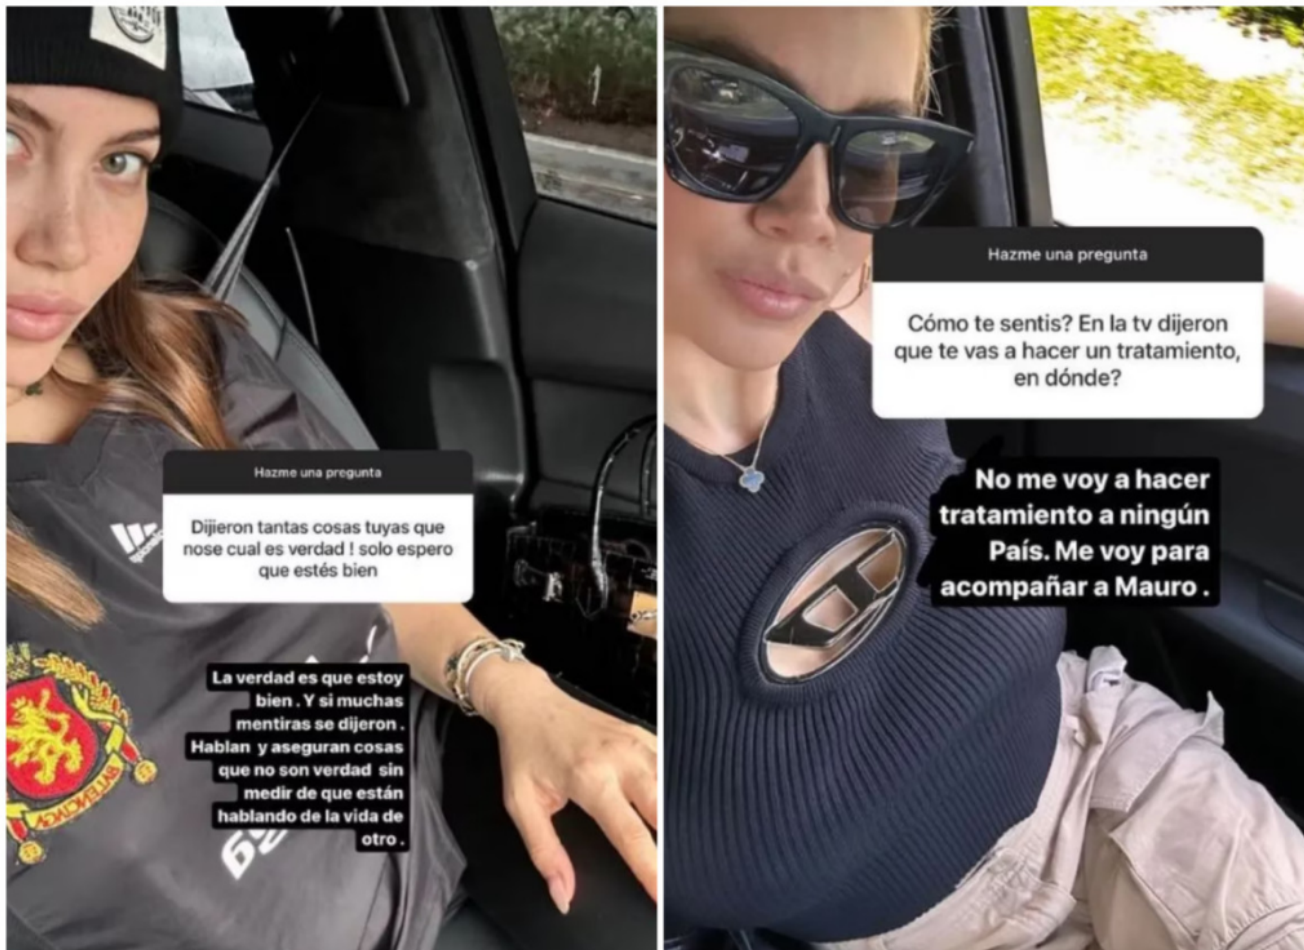 Hazme una pregunta
Dijieron tantas cosas tuyas que
nose cual es verdad ! solo espero
que estés bien
La verdad es que estoy
bien . Y si muchas
mentiras se dijeron .
Hablan y aseguran cosas
que no son verdad sin
medir de que están
hablando de la vida de
otro .
Hazme una pregunta
Cómo te sentis? En la tv dijeron
que te vas a hacer un tratamiento,
en dónde?
No me voy a hacer
tratamiento a ningún
País. Me voy para
acompañar a Mauro .